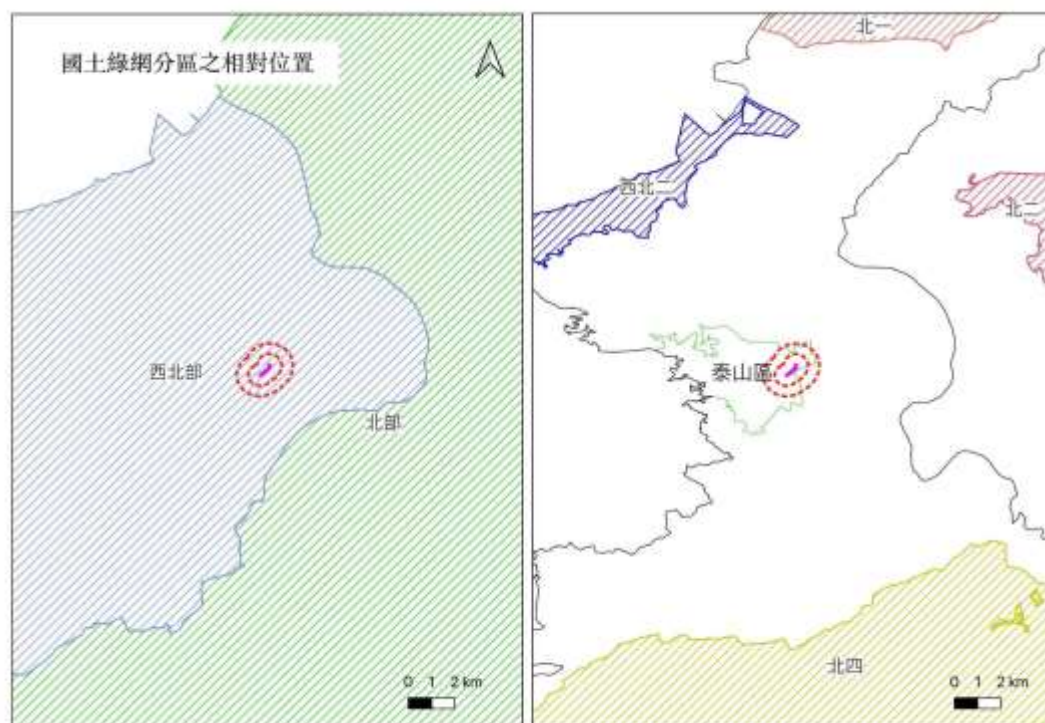 國土綠網分區之相對位置
西北部
北部
0 1 2 km
北一
西北二
北二
泰山區
北四
0 1 2 km